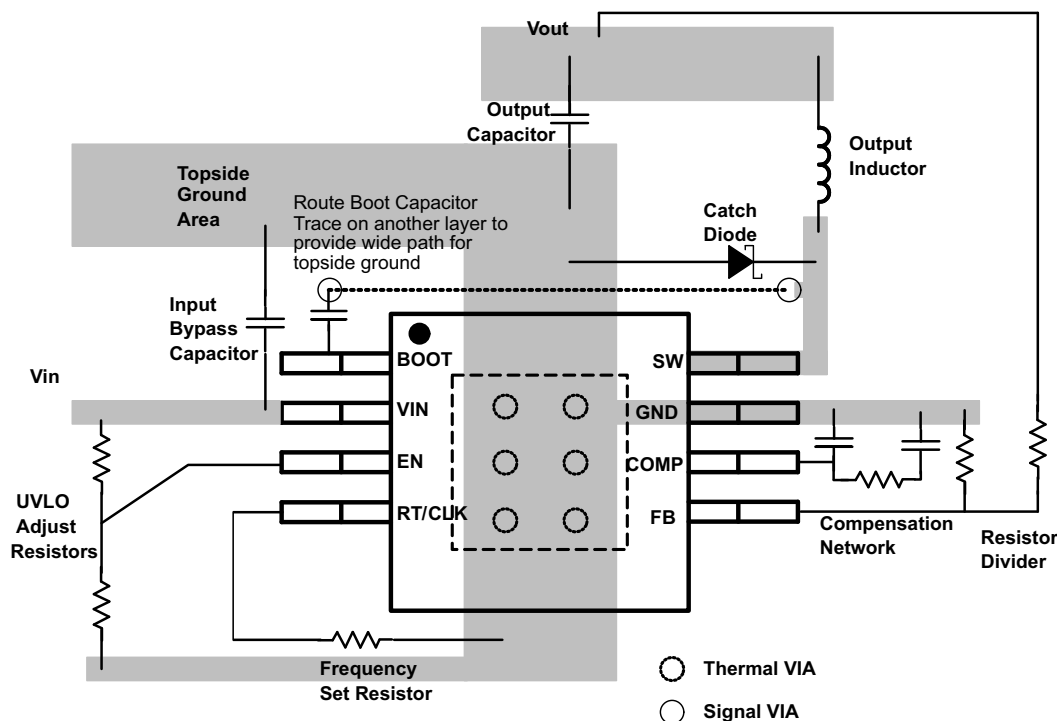 Vout
Output
Capacitor
Output
Inductor
Topside
Ground
Area
Route Boot Capacitor
Trace on another layer to
provide wide path for
topside ground
Catch
Diode
Input
Bypass
Capacitor
Vin
BOOT
SW
VIN
GND
EN
COMP
RT/CLK
FB
UVLO
Adjust
Resistors
Compensation
Network
Resistor
Divider
Frequency
Set Resistor
Thermal VIA
Signal VIA